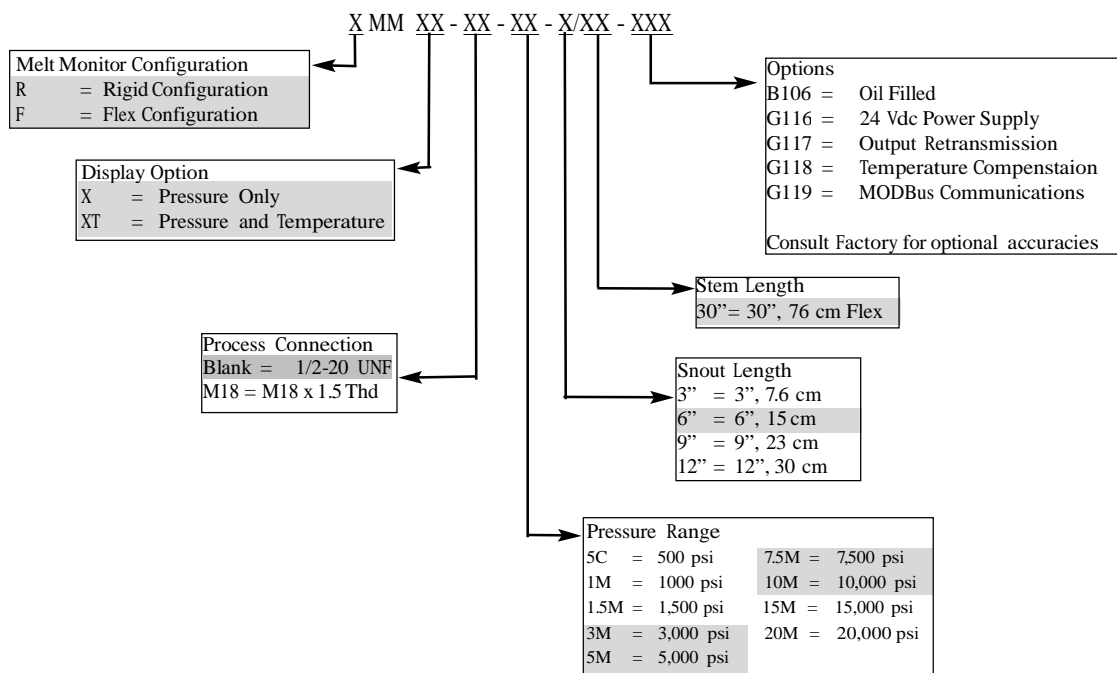 X MM XX - XX - XX - X/XX - XXX
Melt Monitor Configuration
R = Rigid Configuration
F = Flex Configuration
Options
B106 = Oil Filled
G116 = 24 Vdc Power Supply
G117 = Output Retransmission
G118 = Temperature Compenstaion
G119 = MODBus Communications
Consult Factory for optional accuracies
Display Option
X = Pressure Only
XT = Pressure and Temperature
Stem Length
30”= 30”, 76 cm Flex
Process Connection
Blank = 1/2-20 UNF
M18 = M18 x 1.5 Thd
Snout Length
3” = 3”, 7.6 cm
6” = 6”, 15 cm
9” = 9”, 23 cm
12” = 12”, 30 cm
Pressure Range
5C = 500 psi 7.5M = 7,500 psi
1M = 1000 psi 10M = 10,000 psi
1.5M = 1,500 psi 15M = 15,000 psi
3M = 3,000 psi 20M = 20,000 psi
5M = 5,000 psi